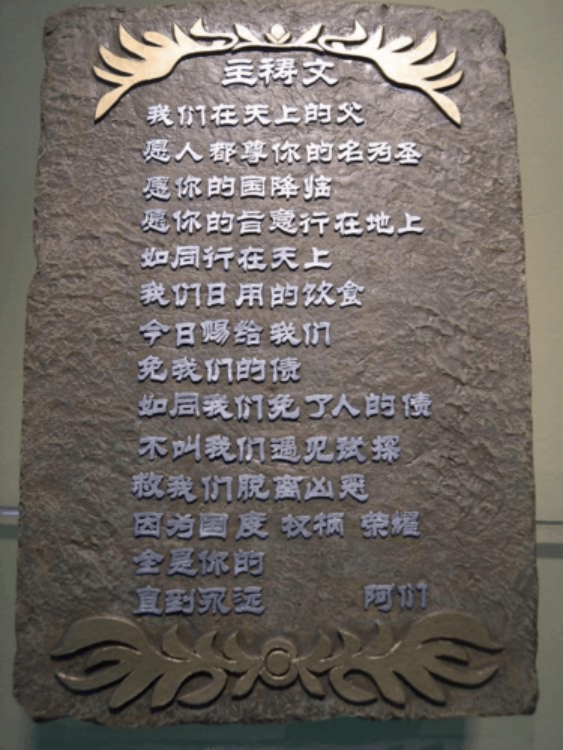 主祷文
我们在天上的父
愿人都尊你的名为圣
愿你的国降临
愿你的旨意行在地上
如同行在天上
我们日用的饮食
今日赐给我们
免我们的债
如同我们免了人的债
不叫我们遇见试探
救我们脱离凶恶
因为国度 权柄 荣耀
全是你的
直到永远 阿们